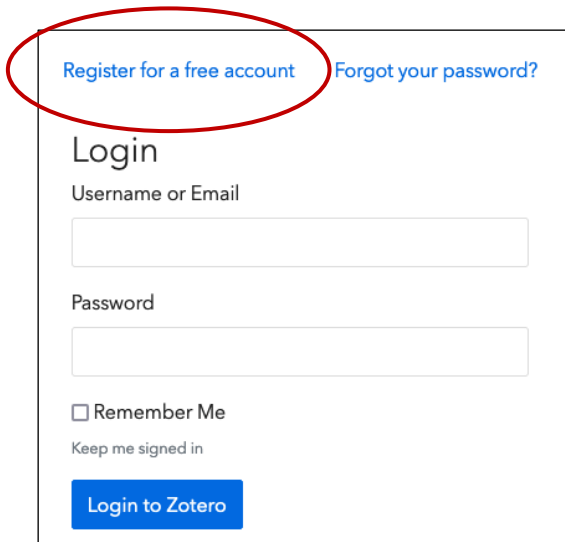 Register for a free account Forgot your password?
Login
Username or Email
Password
Remember Me
Keep me signed in
Login to Zotero